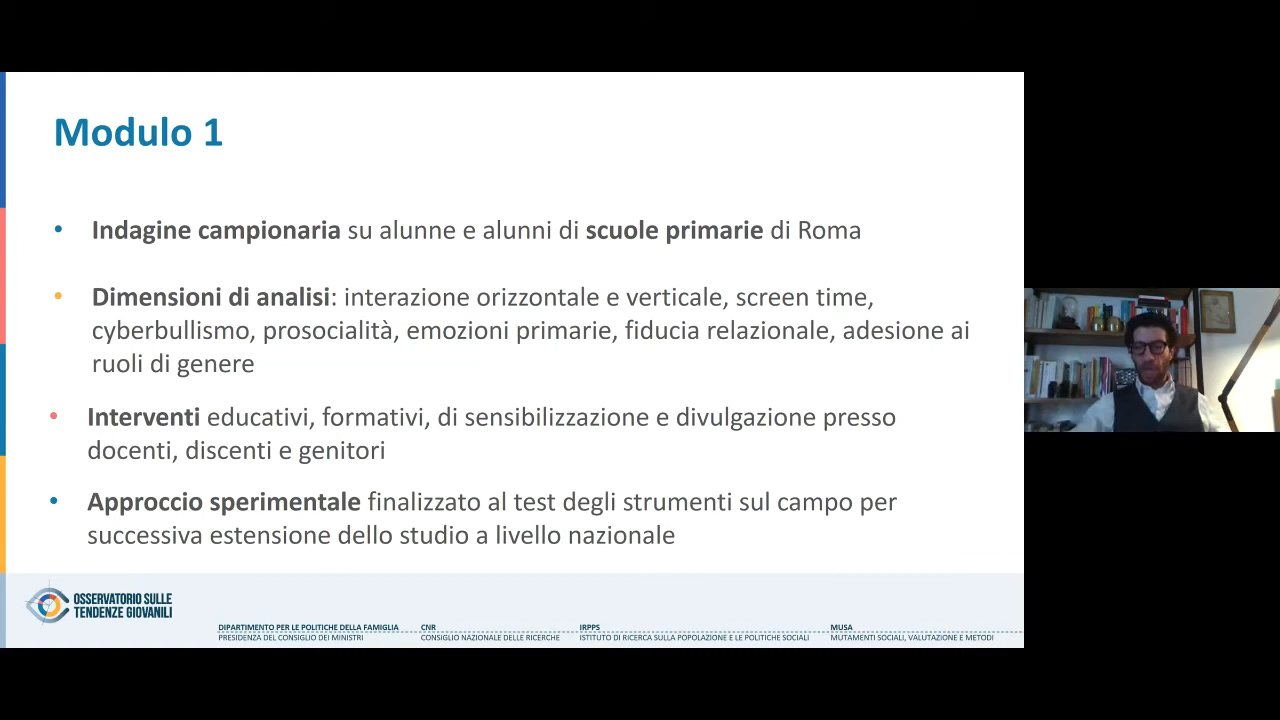 Modulo 1
• Indagine campionaria su alunne e alunni di scuole primarie di Roma
• Dimensioni di analisi: interazione orizzontale e verticale, screen time,
cyberbullismo, prosocialità, emozioni primarie, fiducia relazionale, adesione ai
ruoli di genere
• Interventi educativi, formativi, di sensibilizzazione e divulgazione presso
docenti, discenti e genitori
• Approccio sperimentale finalizzato al test degli strumenti sul campo per
successiva estensione dello studio a livello nazionale
OSSERVATORIO SULLE
TENDENZE GIOVANILI
DIPARTIMENTO PER LE POLITICHE DELLA FAMIGLIA
PRESIDENZA DEL CONSIGLIO DEI MINISTRI
CNR
CONSIGLIO NAZIONALE DELLE RICERCHE
IRPPS
ISTITUTO DI RICERCA SULLA POPOLAZIONE E LE POLITICHE SOCIALI
MUSA
MUTAMENTI SOCIALI, VALUTAZIONE E METODI